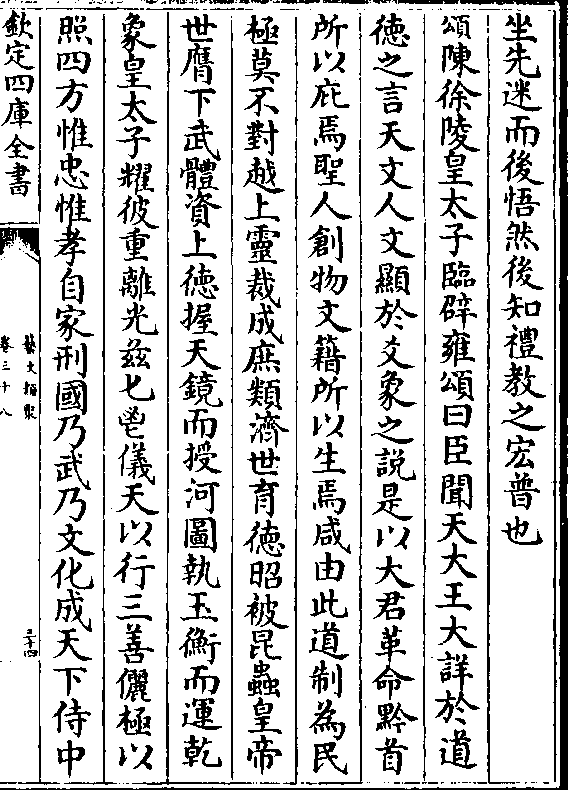 坐先迷而後悟然後知禮教之宏普也
頌陳徐陵皇太子臨辟雍頌曰臣聞天大王大詳於道
徳之言天文人文顯於爻象之説是以大君革命黔首
所以庇焉聖人創物文籍所以生焉咸由此道制為民
極莫不對越上靈裁成庶類濟世育徳昭被昆蟲皇帝
世膺下武體資上徳握天鏡而授河圖執玉衡而運乾
象皇太子耀彼重離光兹匕鬯儀天以行三善儷極以
照四方惟忠惟孝自家刑國乃武乃文化成天下侍中
欽定四庫全書
藝文類聚
卷三十八
三十四